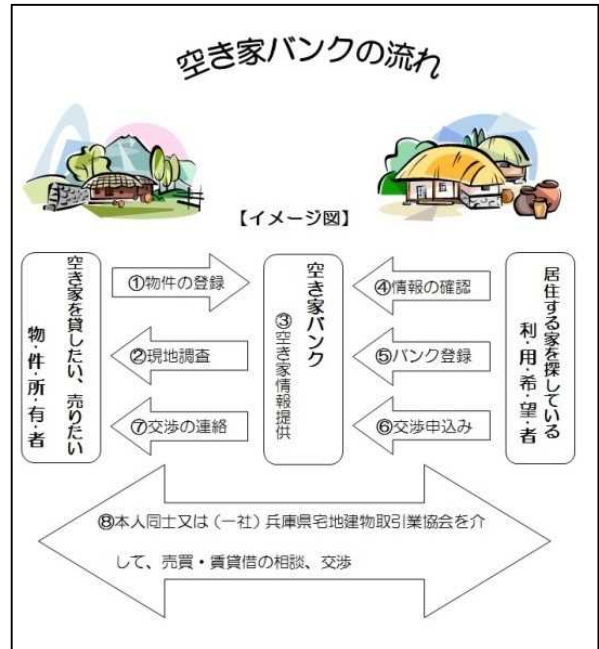 空き家バンクの流れ
【イメージ図】
空き家を貸したい、売りたい
物・件・所・有・者
①物件の登録
②現地調査
⑦交渉の連絡
空き家バンク
③空き家情報提供
④情報の確認
⑤バンク登録
⑥交渉申込み
居住する家を探している
利・用・希・望・者
⑧本人同士又は（一社）兵庫県宅地建物取引業協会を介
して、売買・賃貸借の相談、交渉